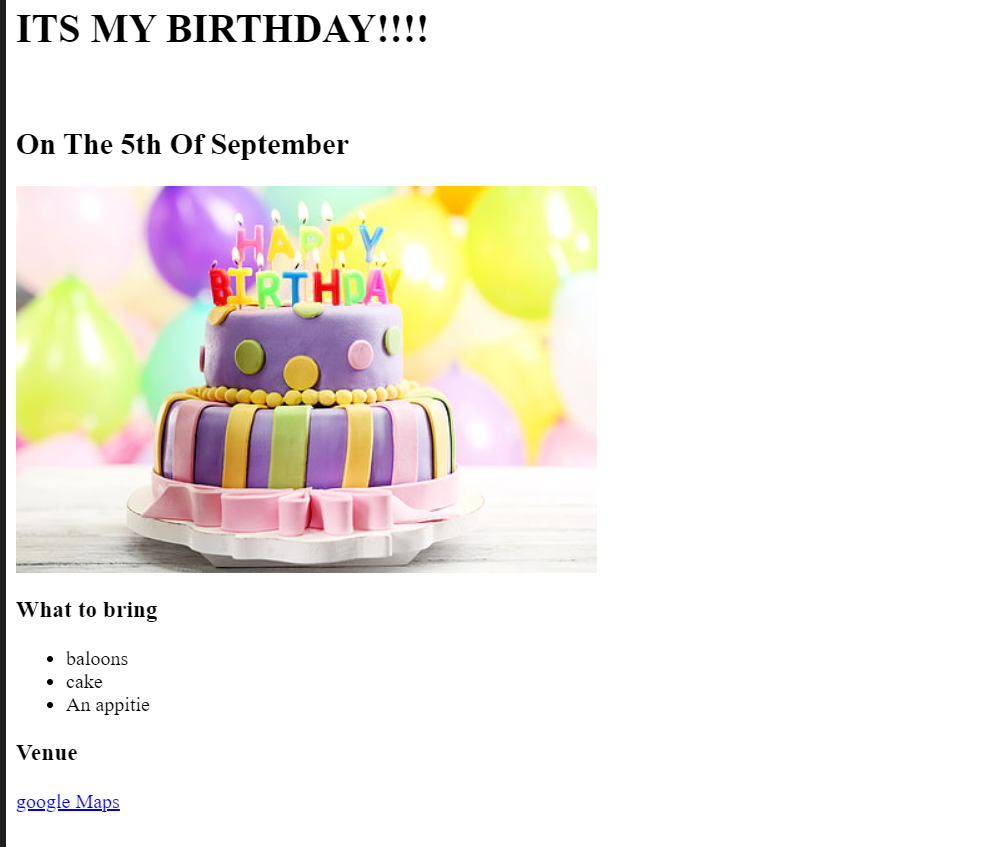 ITS MY BIRTHDAY!!!!
On The 5th Of September
HAPPY
BIRTHDAY
What to bring
baloons
cake
An appitie
Venue
google Maps